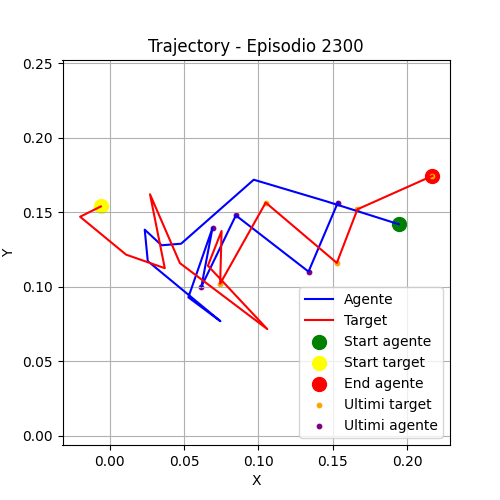 Trajectory - Episodio 2300
0.25
0.20
0.15
0.10
0.05
0.00
Y
0.00 0.05 0.10 0.15 0.20
X
Agente
Target
Start agente
Start target
End agente
Ultimi target
Ultimi agente